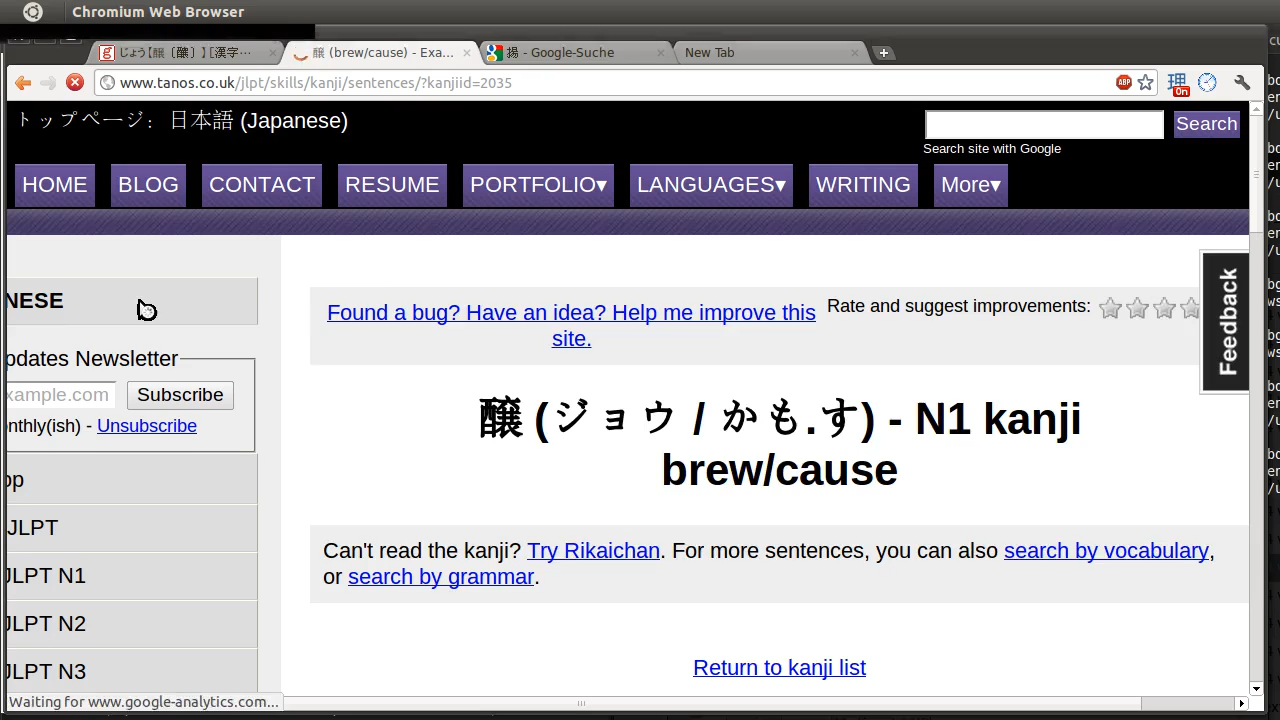 Chromium Web Browser
じょう【醸〔醸〕】[漢字…
醸 (brew/cause) - Exa...
揚 - Google-Suche
New Tab
www.tanos.co.uk/jlpt/skills/kanji/sentences/?kanjiid=2035
ABP
理 On
トップページ: 日本語 (Japanese)
Search
Search site with Google
HOME BLOG CONTACT RESUME PORTFOLIO▾ LANGUAGES▾ WRITING More▾
NESE
Found a bug? Have an idea? Help me improve this
site.
Rate and suggest improvements:
Feedback
pdates Newsletter
xample.com Subscribe
nthly(ish) - Unsubscribe
op
JLPT
JLPT N1
JLPT N2
JLPT N3
醸 (ジョウ / かも.す) - N1 kanji
brew/cause
Can't read the kanji? Try Rikaichan. For more sentences, you can also search by vocabulary,
or search by grammar.
Return to kanji list
Waiting for www.google-analytics.com...